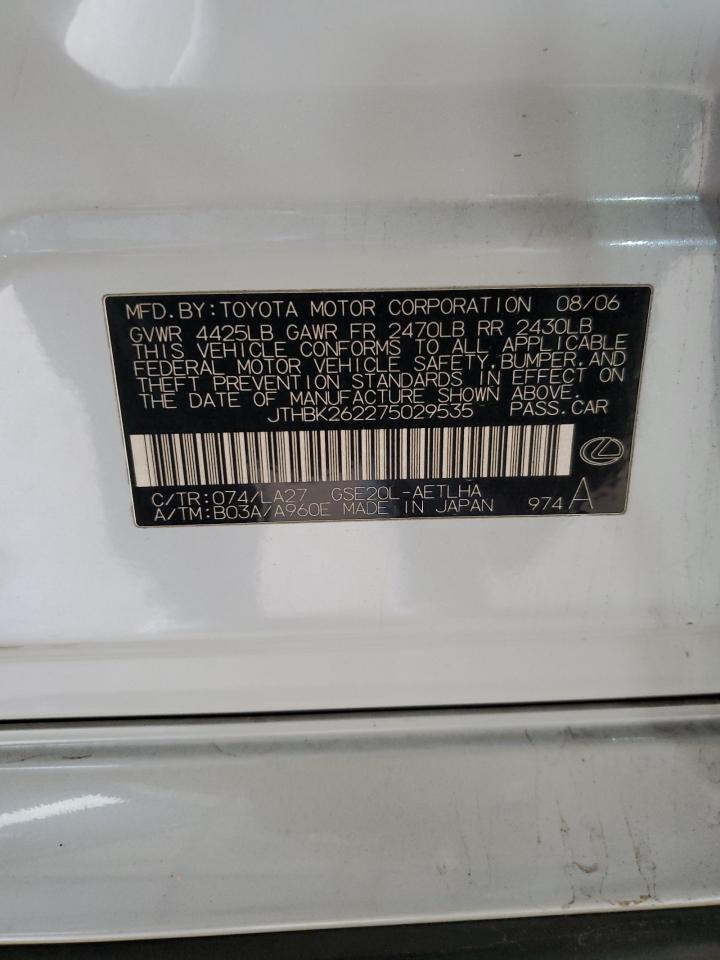 MFD. BY: TOYOTA MOTOR CORPORATION 08/06
GVWR 4425LB GAWR FR 2470LB RR 2430LB
THIS VEHICLE CONFORMS TO ALL APPLICABLE
FEDERAL MOTOR VEHICLE SAFETY, BUMPER, AND
THEFT PREVENTION STANDARDS IN EFFECT ON
THE DATE OF MANUFACTURE SHOWN ABOVE.
JTHBK262275029535 PASS. CAR
C/TR: 074/LA27 GSE20L-AETLHA
A/TM: B03A/A960E MADE IN JAPAN 974 A